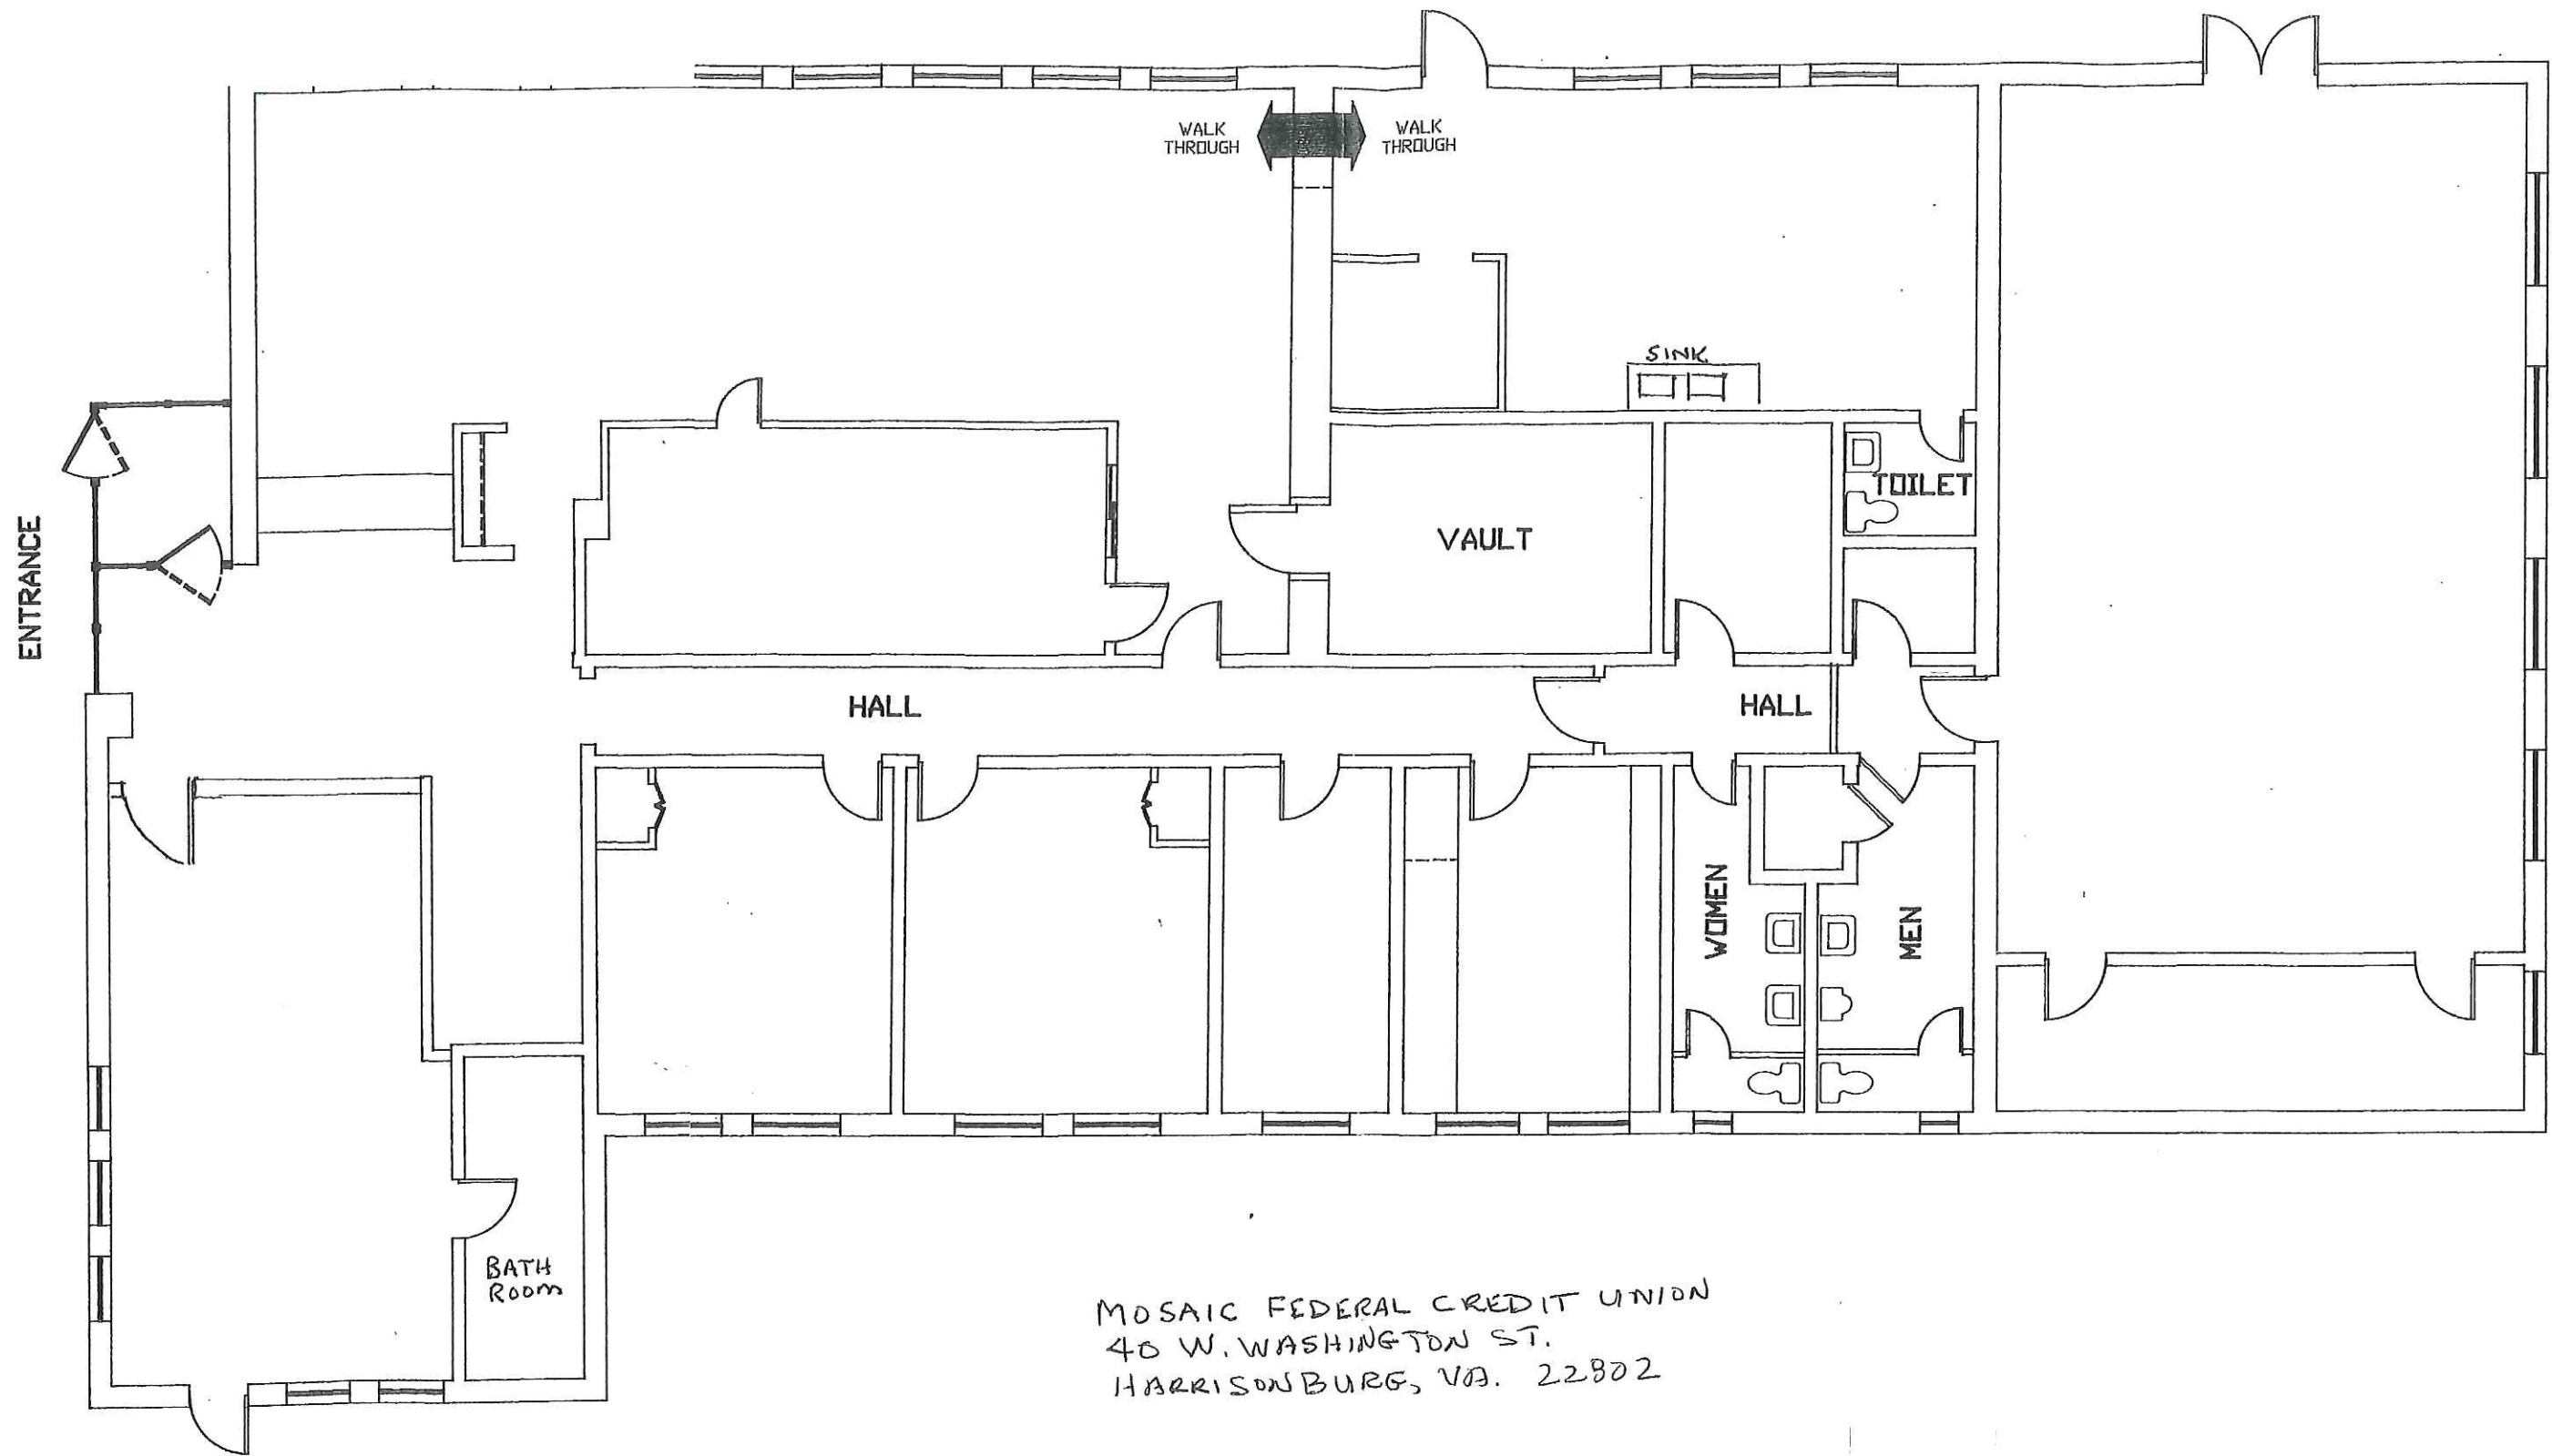 WALK
THROUGH
WALK
THROUGH
SINK
TOILET
ENTRANCE
VAULT
HALL
HALL
WOMEN
MEN
BATH
ROOM
MOSAIC FEDERAL CREDIT UNION
40 W. WASHINGTON ST.
HARRISONBURG, VA. 22802